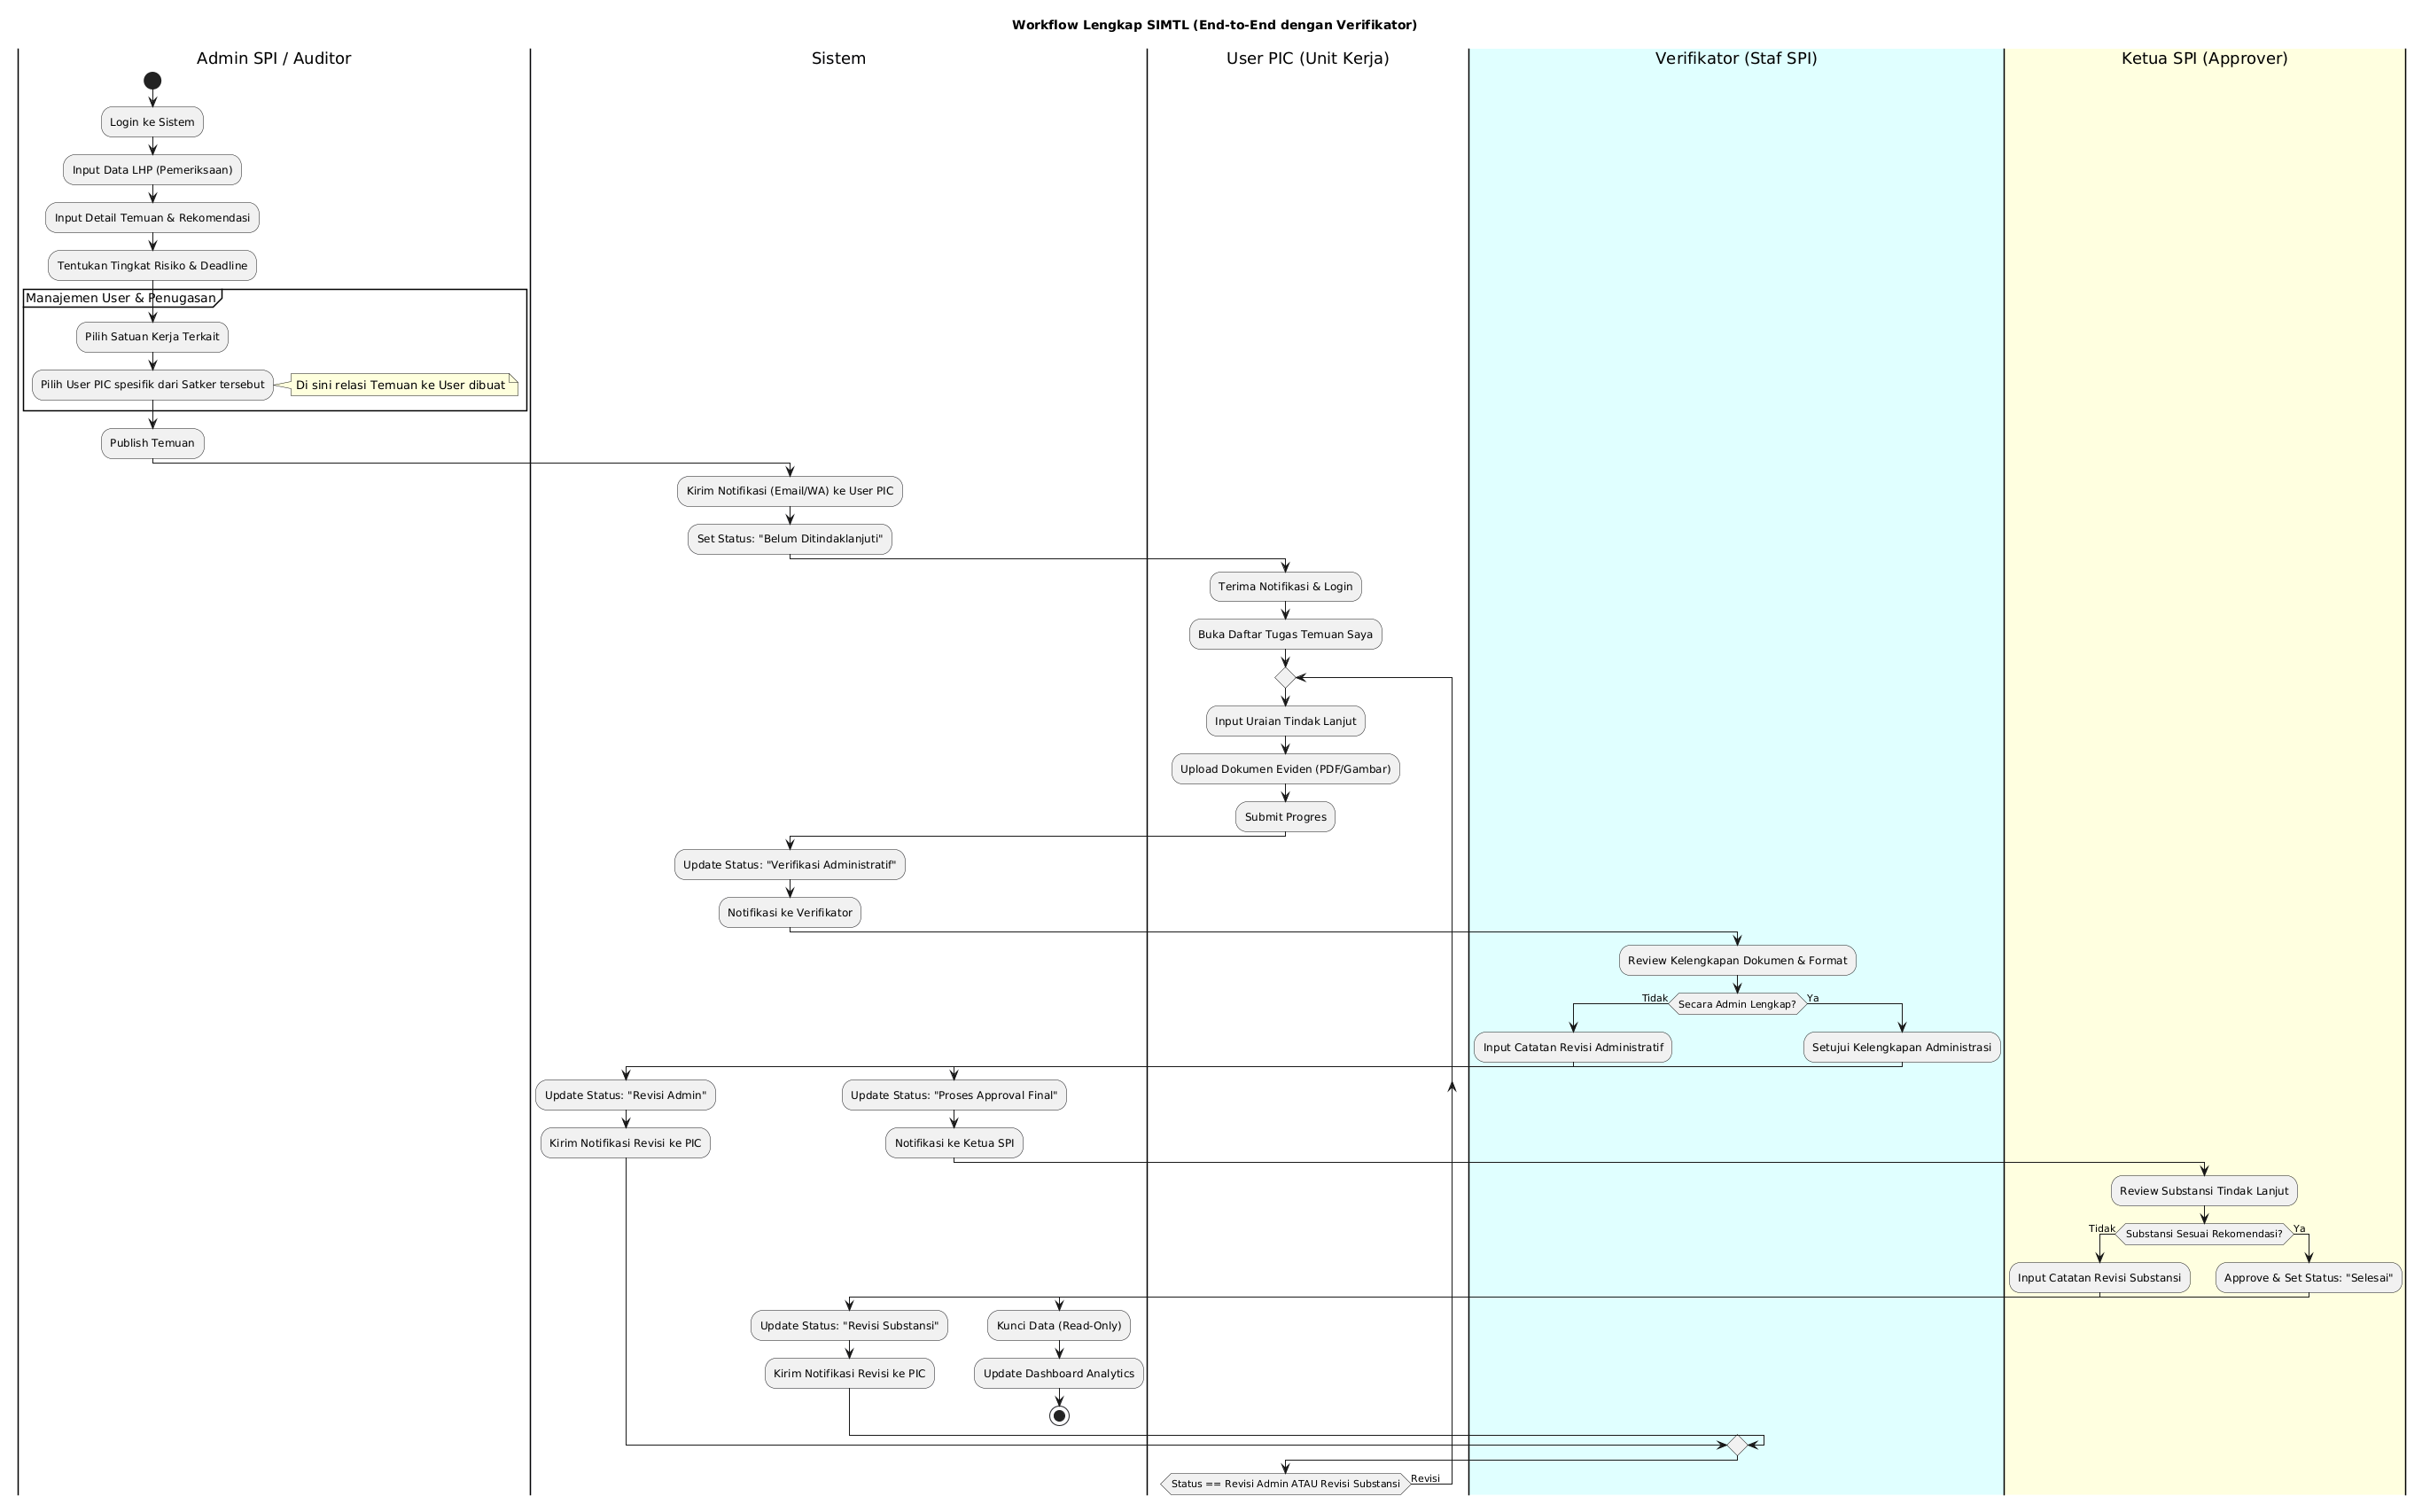 Workflow Lengkap SIMTL (End-to-End dengan Verifikator)
Admin SPI / Auditor
Sistem
User PIC (Unit Kerja)
Verifikator (Staf SPI)
Ketua SPI (Approver)
Login ke Sistem
Input Data LHP (Pemeriksaan)
Input Detail Temuan & Rekomendasi
Tentukan Tingkat Risiko & Deadline
Manajemen User & Penugasan
Pilih Satuan Kerja Terkait
Pilih User PIC spesifik dari Satker tersebut
Di sini relasi Temuan ke User dibuat
Publish Temuan
Kirim Notifikasi (Email/WA) ke User PIC
Set Status: "Belum Ditindaklanjuti"
Terima Notifikasi & Login
Buka Daftar Tugas Temuan Saya
Input Uraian Tindak Lanjut
Upload Dokumen Eviden (PDF/Gambar)
Submit Progres
Update Status: "Verifikasi Administratif"
Notifikasi ke Verifikator
Review Kelengkapan Dokumen & Format
Tidak
Secara Admin Lengkap?
Ya
Input Catatan Revisi Administratif
Setujui Kelengkapan Administrasi
Update Status: "Revisi Admin"
Update Status: "Proses Approval Final"
Kirim Notifikasi Revisi ke PIC
Notifikasi ke Ketua SPI
Review Substansi Tindak Lanjut
Tidak
Substansi Sesuai Rekomendasi?
Ya
Input Catatan Revisi Substansi
Approve & Set Status: "Selesai"
Update Status: "Revisi Substansi"
Kunci Data (Read-Only)
Kirim Notifikasi Revisi ke PIC
Update Dashboard Analytics
Status == Revisi Admin ATAU Revisi Substansi
Revisi